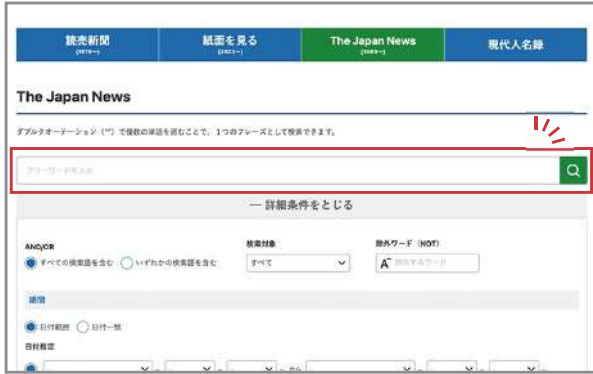 読売新聞
(1874~)
紙面を見る
The Japan News
(1989~)
現代人名録
The Japan News
ダブルクオーテーション ("") で複数の単語を囲むことで、1つのフレーズとして検索できます。
フリーワードを入力
— 詳細条件をとじる
AND/OR
検索対象
除外ワード (NOT)
すべての検索語を含む
いずれかの検索語を含む
すべて
除外するワード
期間
日付範囲
日付一致
日付指定
から